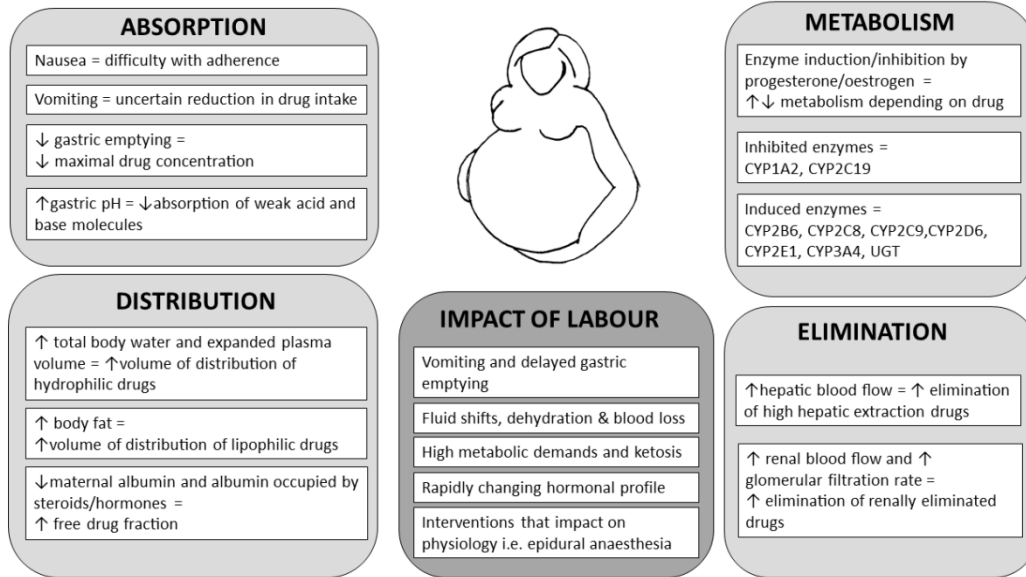 ABSORPTION
Nausea = difficulty with adherence
Vomiting = uncertain reduction in drug intake
↓ gastric emptying =
↓ maximal drug concentration
↑gastric pH = ↓absorption of weak acid and
base molecules
DISTRIBUTION
↑ total body water and expanded plasma
volume = ↑volume of distribution of
hydrophilic drugs
↑ body fat =
↑volume of distribution of lipophilic drugs
↓maternal albumin and albumin occupied by
steroids/hormones =
↑ free drug fraction
IMPACT OF LABOUR
Vomiting and delayed gastric
emptying
Fluid shifts, dehydration & blood loss
High metabolic demands and ketosis
Rapidly changing hormonal profile
Interventions that impact on
physiology i.e. epidural anaesthesia
METABOLISM
Enzyme induction/inhibition by
progesterone/oestrogen =
↑↓ metabolism depending on drug
Inhibited enzymes =
CYP1A2, CYP2C19
Induced enzymes =
CYP2B6, CYP2C8, CYP2C9,CYP2D6,
CYP2E1, CYP3A4, UGT
ELIMINATION
↑hepatic blood flow = ↑ elimination
of high hepatic extraction drugs
↑ renal blood flow and ↑
glomerular filtration rate =
↑ elimination of renally eliminated
drugs